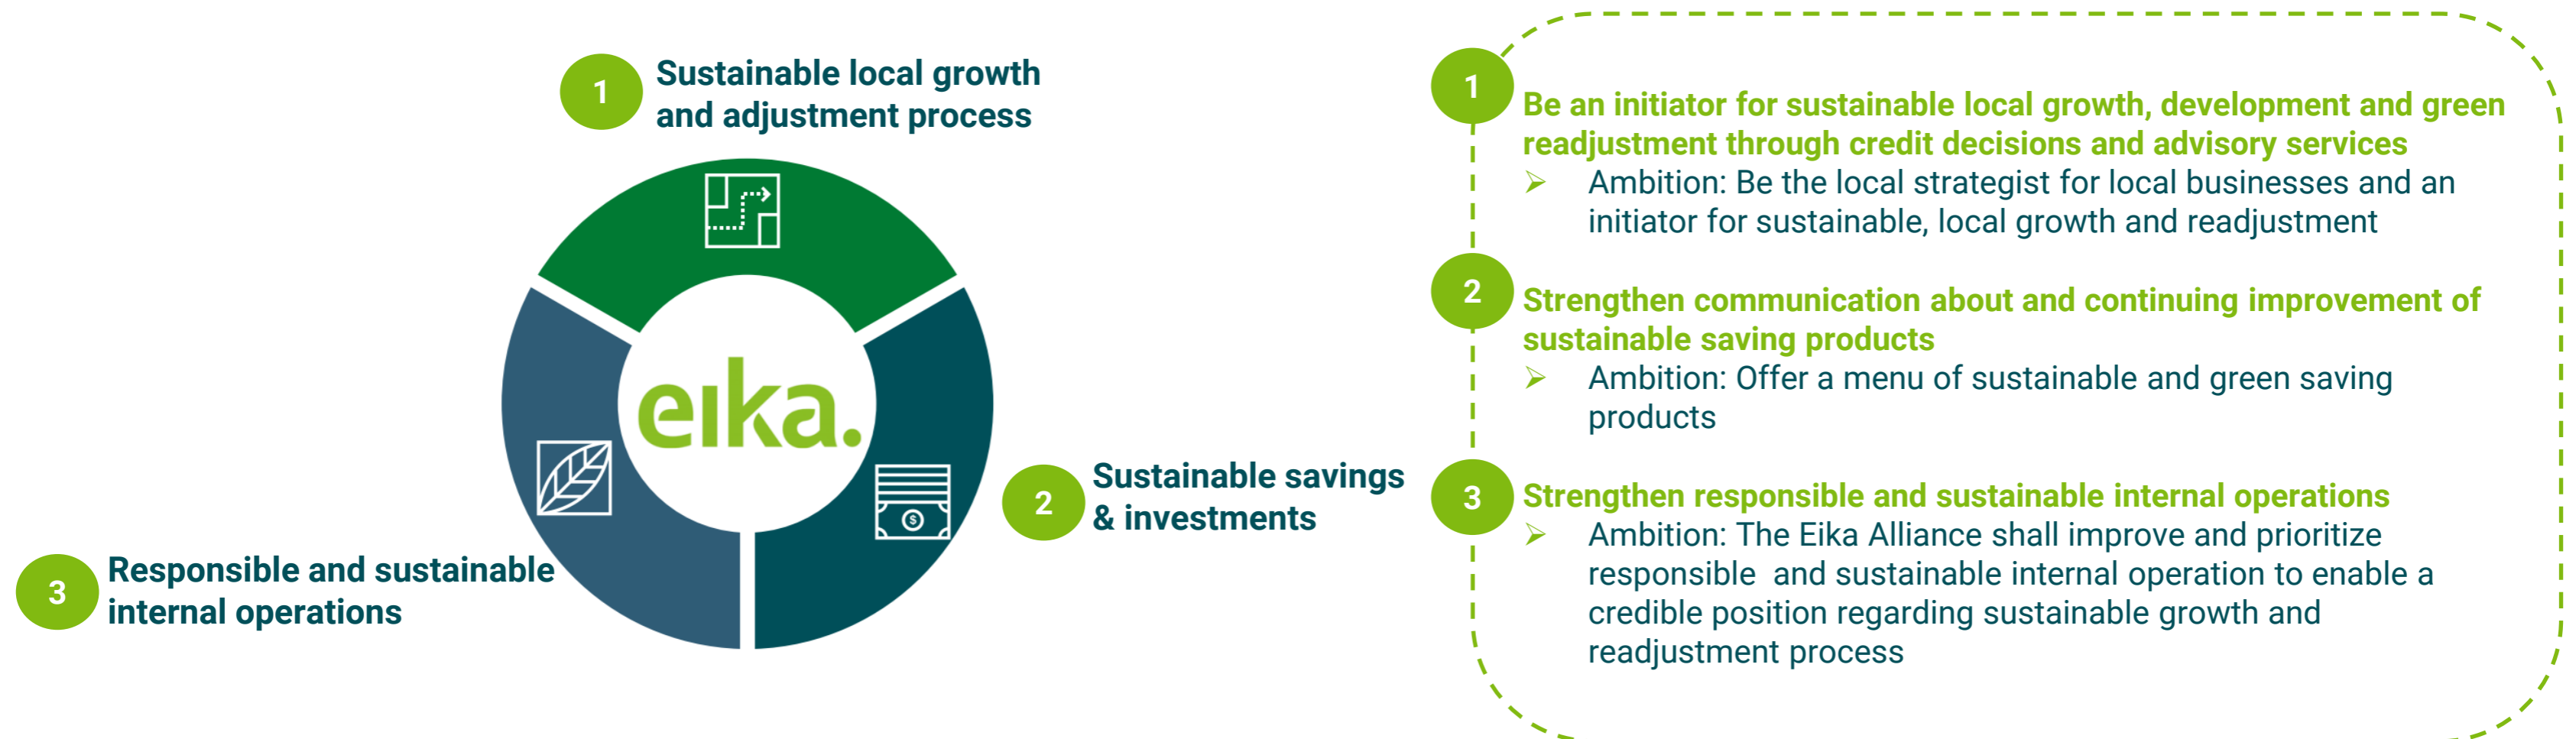 1
Sustainable local growth
and adjustment process
eika.
2
Sustainable savings
& investments
3
Responsible and sustainable
internal operations
1
Be an initiator for sustainable local growth, development and green
readjustment through credit decisions and advisory services
➢ Ambition: Be the local strategist for local businesses and an
initiator for sustainable, local growth and readjustment
2
Strengthen communication about and continuing improvement of
sustainable saving products
➢ Ambition: Offer a menu of sustainable and green saving
products
3
Strengthen responsible and sustainable internal operations
➢ Ambition: The Eika Alliance shall improve and prioritize
responsible and sustainable internal operation to enable a
credible position regarding sustainable growth and
readjustment process